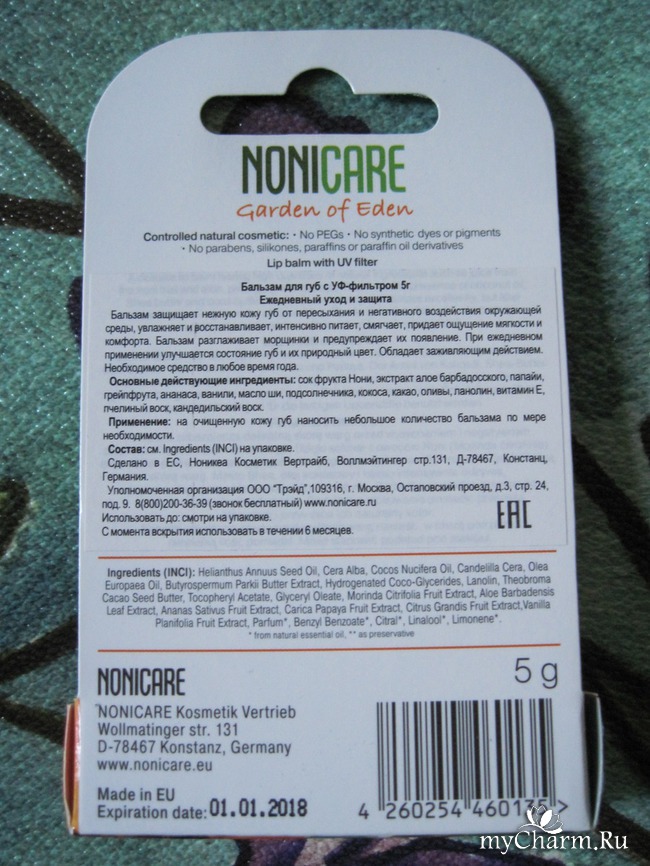 NONICARE
Garden of Eden
Controlled natural cosmetic: • No PEGs • No synthetic dyes or pigments
• No parabens, silikones, paraffins or paraffin oil derivatives
Lip balm with UV filter
Бальзам для губ с УФ-фильтром 5г
Ежедневный уход и защита
Бальзам защищает нежную кожу губ от пересыхания и негативного воздействия окружающей
среды, увлажняет и восстанавливает, интенсивно питает, смягчает, придает ощущение мягкости и
комфорта. Бальзам разглаживает морщинки и предупреждает их появление. При ежедневном
применении улучшается состояние губ и их природный цвет. Обладает заживляющим действием.
Необходимое средство в любое время года.
Основные действующие ингредиенты: сок фрукта Нони, экстракт алое барбадосского, папайи,
грейпфрута, ананаса, ванили, масло ши, подсолнечника, кокоса, какао, оливы, ланолин, витамин Е,
пчелиный воск, кандедильский воск.
Применение: на очищенную кожу губ наносить небольшое количество бальзама по мере
необходимости.
Состав: см. Ingredients (INCI) на упаковке.
Сделано в ЕС, Нониква Косметик Вертрайб, Воллмэйтингер стр.131, Д-78467, Констанц,
Германия.
Уполномоченная организация ООО "Трэйд",109316, г. Москва, Остаповский проезд, д.3, стр. 24,
под. 9. 8(800)200-36-39 (звонок бесплатный) www.nonicare.ru
Использовать до: смотри на упаковке.
С момента вскрытия использовать в течении 6 месяцев.
EAC
Ingredients (INCI): Helianthus Annuus Seed Oil, Cera Alba, Cocos Nucifera Oil, Candelilla Cera, Olea
Europaea Oil, Butyrospermum Parkii Butter Extract, Hydrogenated Coco-Glycerides, Lanolin, Theobroma
Cacao Seed Butter, Tocopheryl Acetate, Glyceryl Oleate, Morinda Citrifolia Fruit Extract, Aloe Barbadensis
Leaf Extract, Ananas Sativus Fruit Extract, Carica Papaya Fruit Extract, Citrus Grandis Fruit Extract,Vanilla
Planifolia Fruit Extract, Parfum*, Benzyl Benzoate*, Citral*, Linalool*, Limonene*.
* from natural essential oil, ** as preservative
NONICARE
5 g
NONICARE Kosmetik Vertrieb
Wollmatinger str. 131
D-78467 Konstanz, Germany
www.nonicare.eu
Made in EU
Expiration date: 01.01.2018
4 260254 460135 >
myCharm.Ru